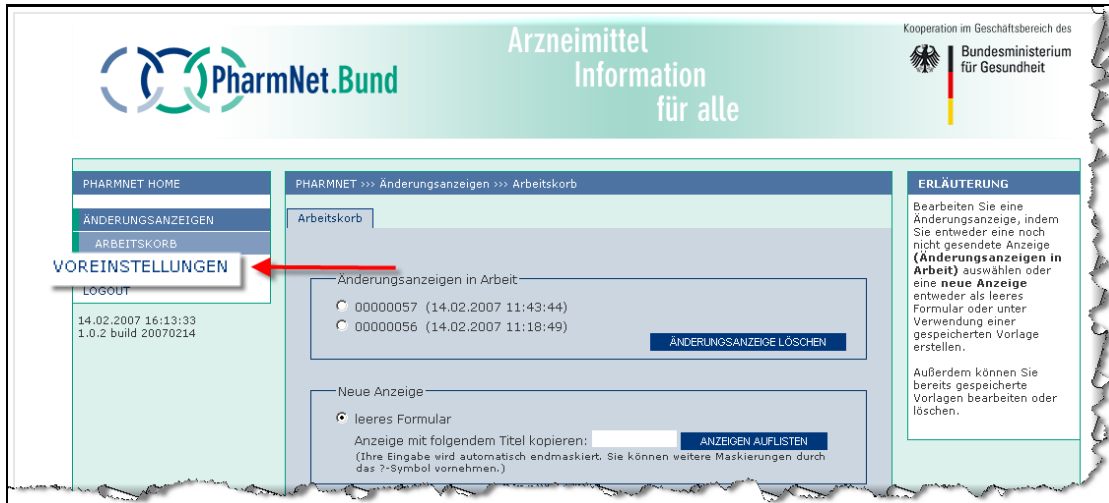 PharmNet.Bund
Arzneimittel
Information
für alle
Kooperation im Geschäftsbereich des
Bundesministerium
für Gesundheit
PHARMNET HOME
ÄNDERUNGSANZEIGEN
ARBEITSKORB
VOREINSTELLUNGEN
LOGOUT
14.02.2007 16:13:33
1.0.2 build 20070214
PHARMNET >>> Änderungsanzeigen >>> Arbeitskorb
Arbeitskorb
Änderungsanzeigen in Arbeit
00000057 (14.02.2007 11:43:44)
00000056 (14.02.2007 11:18:49)
ÄNDERUNGSANZEIGE LÖSCHEN
Neue Anzeige
leeres Formular
Anzeige mit folgendem Titel kopieren:
ANZEIGEN AUFLISTEN
(Ihre Eingabe wird automatisch endmaskiert. Sie können weitere Maskierungen durch
das ?-Symbol vornehmen.)
ERLÄUTERUNG
Bearbeiten Sie eine
Änderungsanzeige, indem
Sie entweder eine noch
nicht gesendete Anzeige
(Änderungsanzeigen in
Arbeit) auswählen oder
eine neue Anzeige
entweder als leeres
Formular oder unter
Verwendung einer
gespeicherten Vorlage
erstellen.
Außerdem können Sie
bereits gespeicherte
Vorlagen bearbeiten oder
löschen.